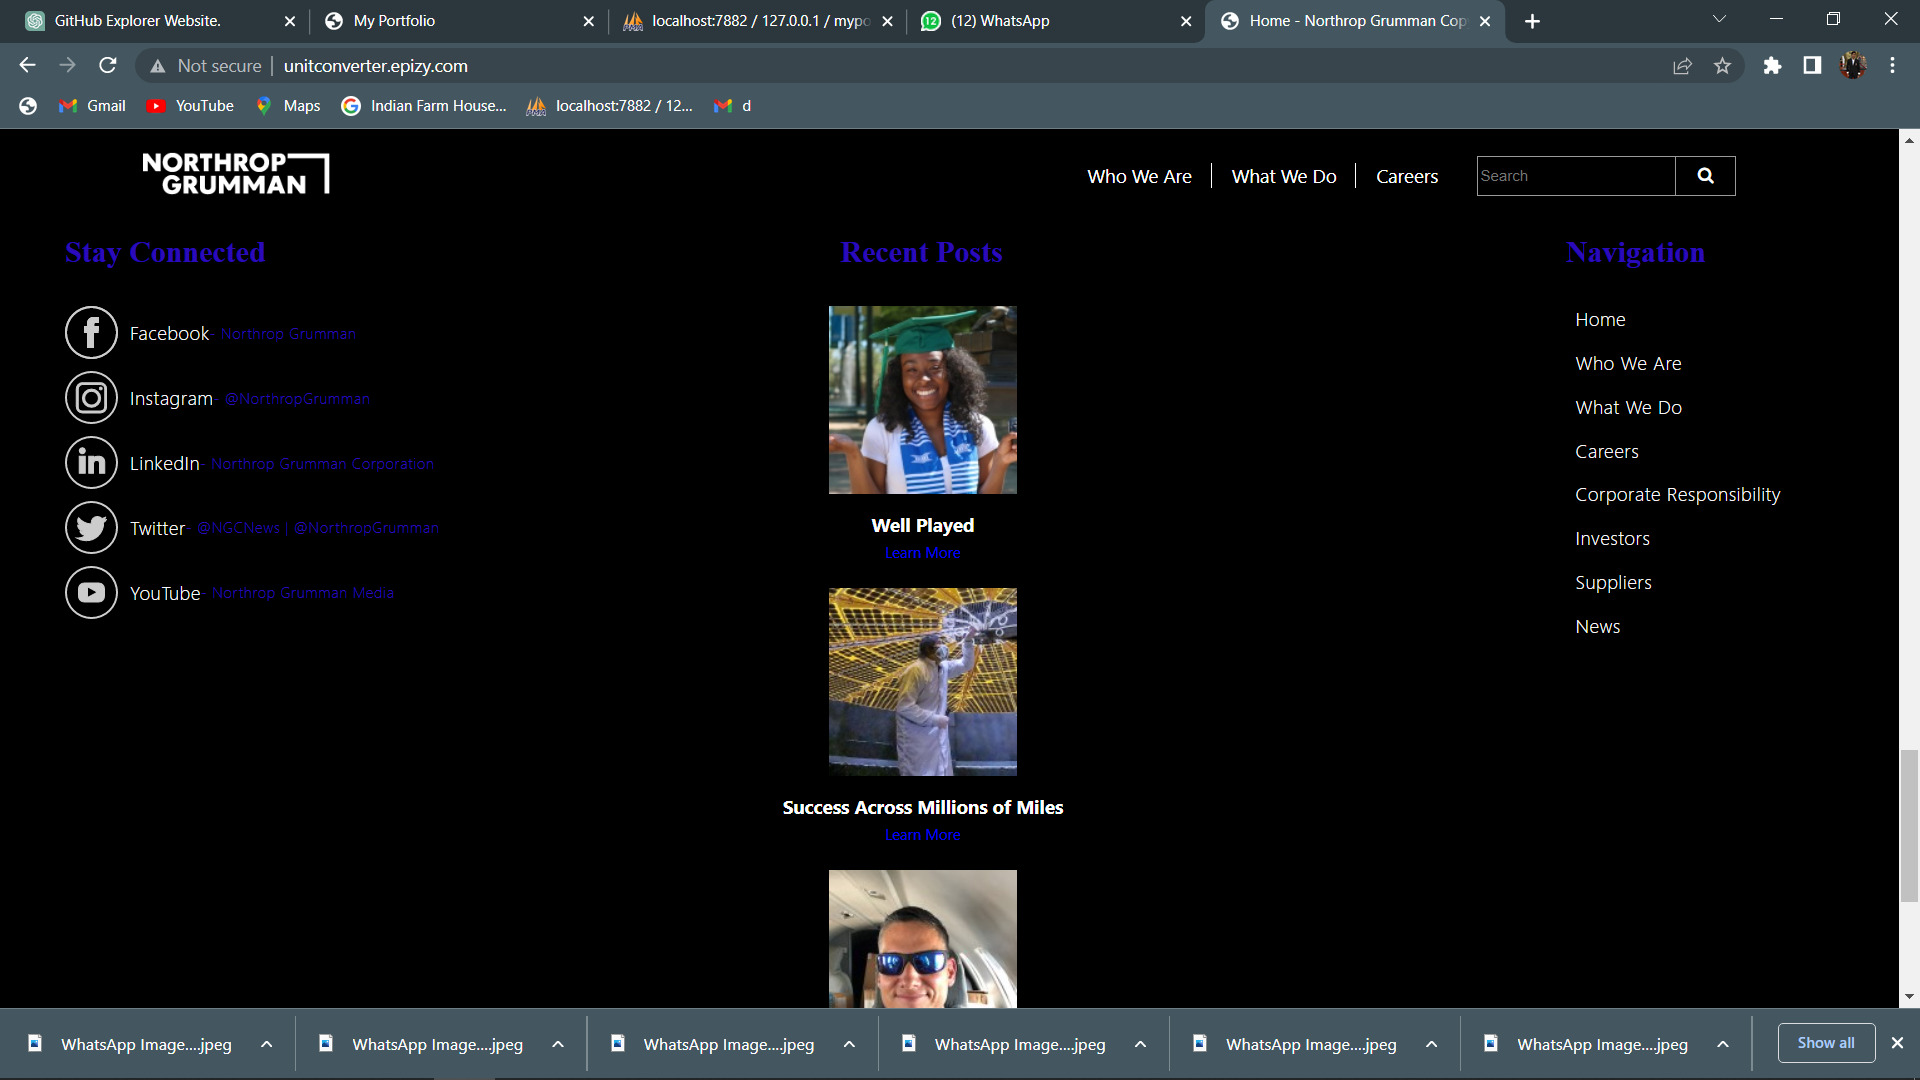 GitHub Explorer Website.
My Portfolio
localhost:7882 / 127.0.0.1 / mypo
(12) WhatsApp
Home - Northrop Grumman Cop
Not secure
unitconverter.epizy.com
Gmail
YouTube
Maps
Indian Farm House...
localhost:7882 / 12...
d
NORTHROP
GRUMMAN
Who We Are
What We Do
Careers
Search
Stay Connected
Facebook- Northrop Grumman
Instagram- @NorthropGrumman
LinkedIn- Northrop Grumman Corporation
Twitter- @NGCNews | @NorthropGrumman
YouTube- Northrop Grumman Media
Recent Posts
Well Played
Learn More
Success Across Millions of Miles
Learn More
Navigation
Home
Who We Are
What We Do
Careers
Corporate Responsibility
Investors
Suppliers
News
WhatsApp Image....jpeg
WhatsApp Image....jpeg
WhatsApp Image....jpeg
WhatsApp Image....jpeg
WhatsApp Image....jpeg
WhatsApp Image....jpeg
Show all